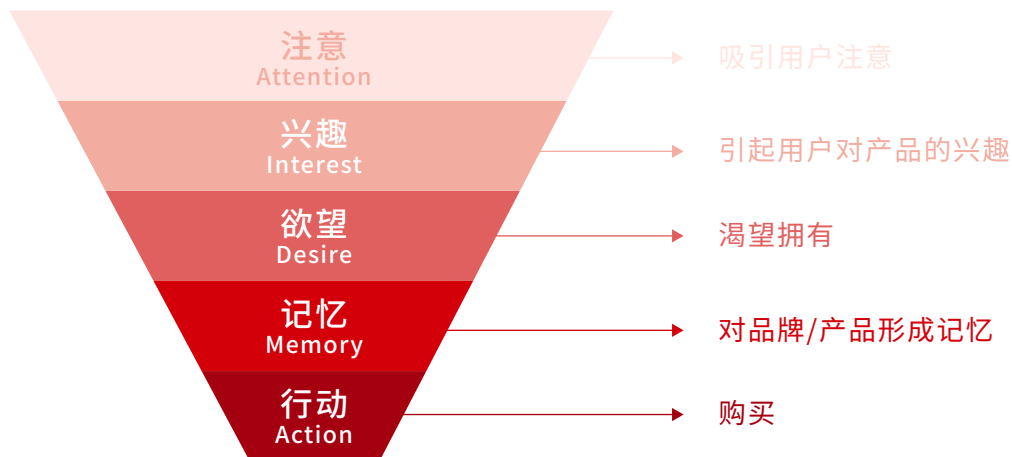 注意
Attention
吸引用户注意
兴趣
Interest
引起用户对产品的兴趣
欲望
Desire
渴望拥有
记忆
Memory
对品牌/产品形成记忆
行动
Action
购买